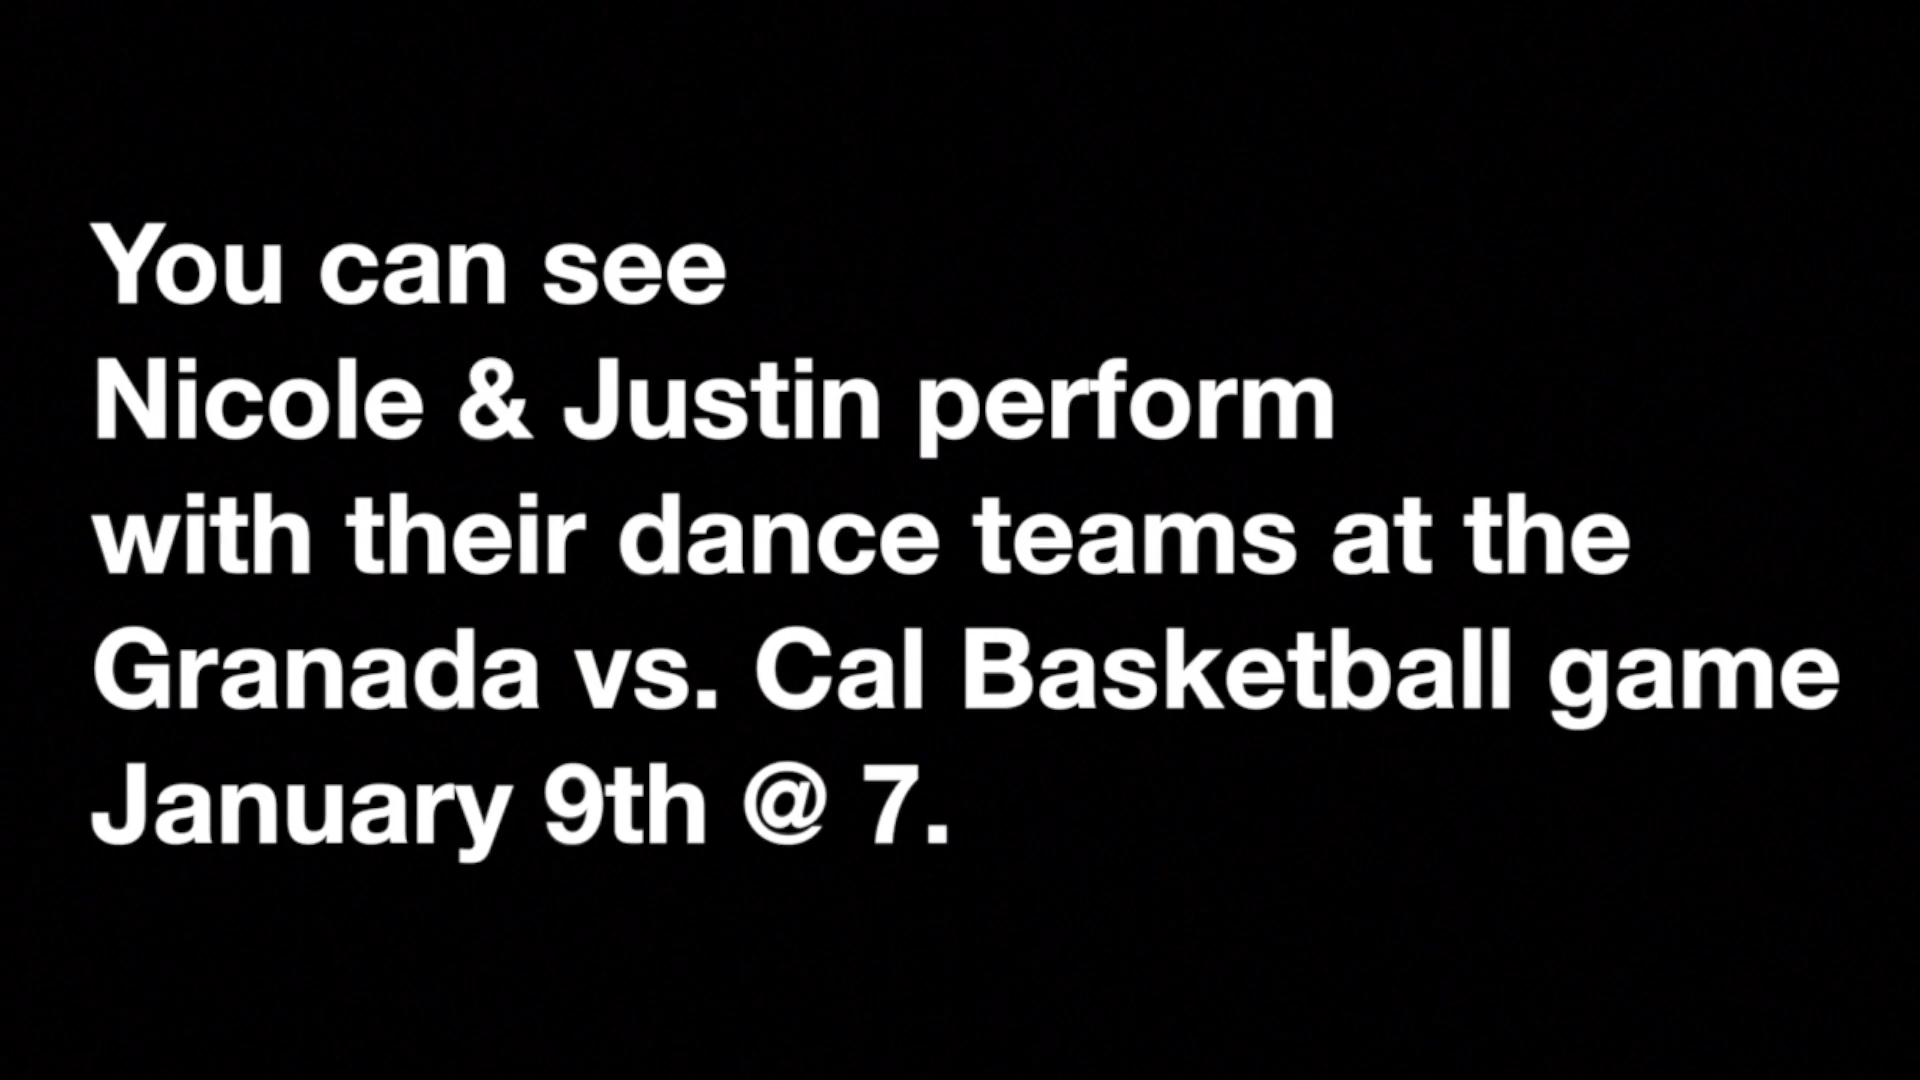 You can see
Nicole & Justin perform
with their dance teams at the
Granada vs. Cal Basketball game
January 9th @ 7.